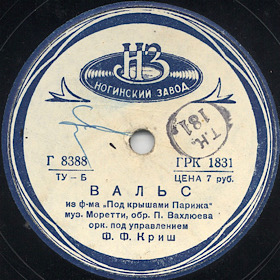 НЗ
НОГИНСКИЙ ЗАВОД
Т.К.
181
Г 8388 ГРК 1831
ТУ – Б ЦЕНА 7 руб.
ВАЛЬС
из ф-ма „Под крышами Парижа"
муз. Моретти, обр. П. Вахлюева
орк. под управлением
Ф. Ф. Криш